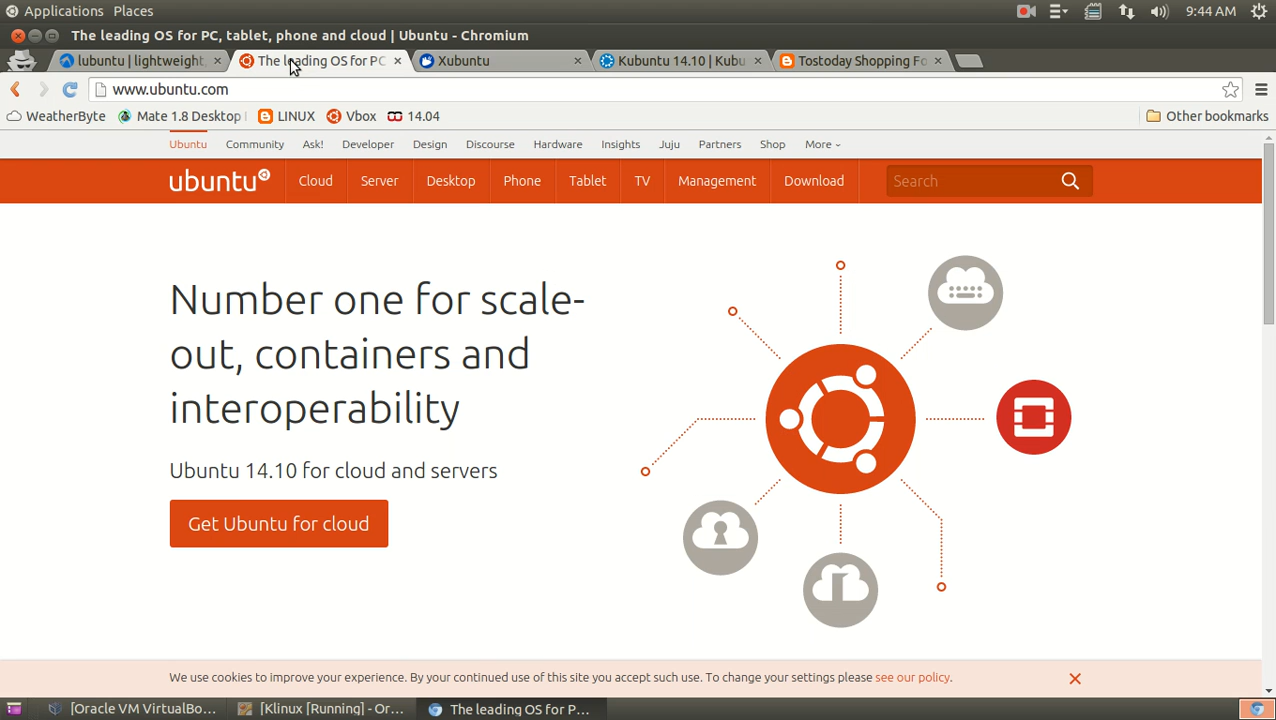 Applications Places 9:44 AM
The leading OS for PC, tablet, phone and cloud | Ubuntu - Chromium
lubuntu | lightweight, The leading OS for PC Xubuntu Kubuntu 14.10 | Kubu Tostoday Shopping Fo
www.ubuntu.com
WeatherByte Mate 1.8 Desktop LINUX Vbox 14.04 Other bookmarks
Ubuntu Community Ask! Developer Design Discourse Hardware Insights Juju Partners Shop More
ubuntu Cloud Server Desktop Phone Tablet TV Management Download Search
Number one for scale-
out, containers and
interoperability
Ubuntu 14.10 for cloud and servers
Get Ubuntu for cloud
We use cookies to improve your experience. By your continued use of this site you accept such use. To change your settings please see our policy.
[Oracle VM VirtualBo... [Klinux [Running] - Or... The leading OS for P...